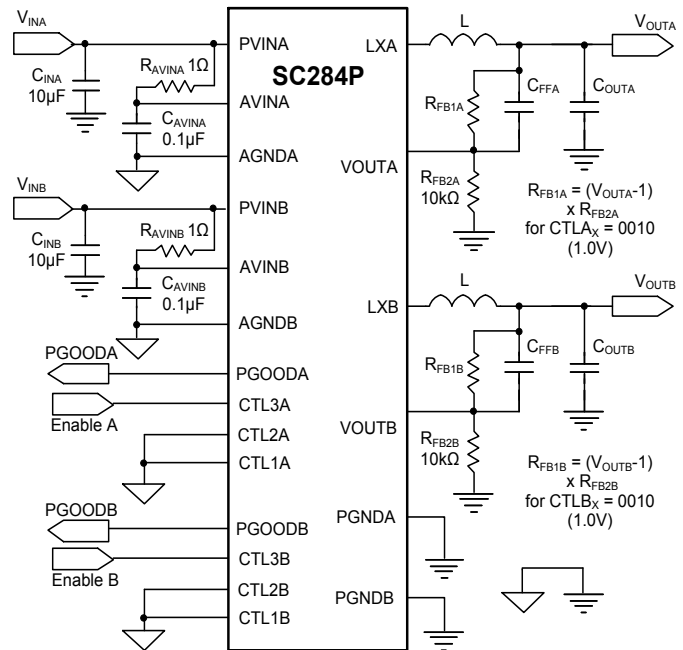 V_INA
C_INA
10µF
R_AVINA 1Ω
C_AVINA
0.1µF
V_INB
C_INB
10µF
R_AVINB 1Ω
C_AVINB
0.1µF
PGOODA
Enable A
PGOODB
Enable B
SC284P
PVINA
AVINA
AGNDA
PVINB
AVINB
AGNDB
PGOODA
CTL3A
CTL2A
CTL1A
PGOODB
CTL3B
CTL2B
CTL1B
LXA
VOUTA
LXB
VOUTB
PGNDA
PGNDB
L
V_OUTA
R_FB1A
C_FFA
C_OUTA
R_FB2A
10kΩ
R_FB1A = (V_OUTA-1)
x R_FB2A
for CTLA_X = 0010
(1.0V)
L
V_OUTB
R_FB1B
C_FFB
C_OUTB
R_FB2B
10kΩ
R_FB1B = (V_OUTB-1)
x R_FB2B
for CTLB_X = 0010
(1.0V)